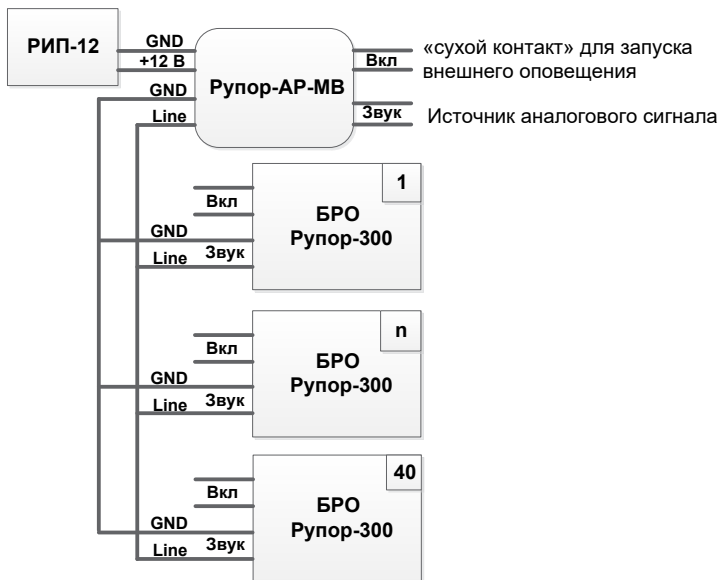 РИП-12
GND
+12 В
GND
Line
Рупор-АР-МВ
Вкл
Звук
«сухой контакт» для запуска
внешнего оповещения
Источник аналогового сигнала
1
Вкл
GND
Line Звук
БРО
Рупор-300
n
Вкл
GND
Line Звук
БРО
Рупор-300
40
Вкл
GND
Line Звук
БРО
Рупор-300